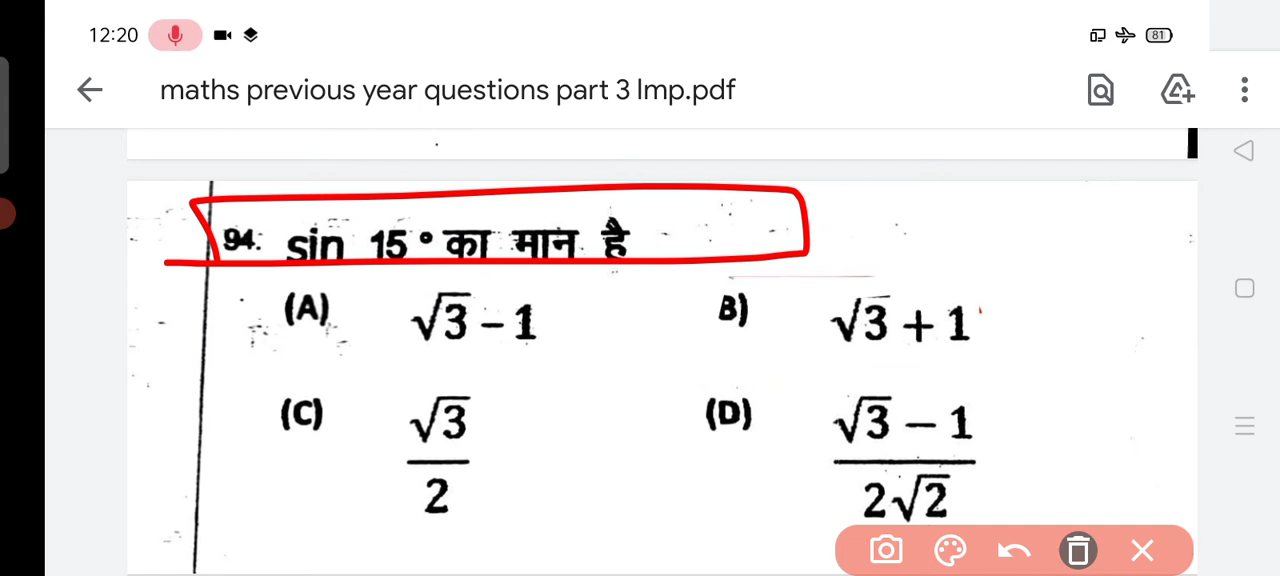 12:20
81
maths previous year questions part 3 Imp.pdf
94. sin 15° का मान है
(A) √3 − 1 B) √3 + 1
(C) √3/2 (D) (√3 − 1)/(2√2)